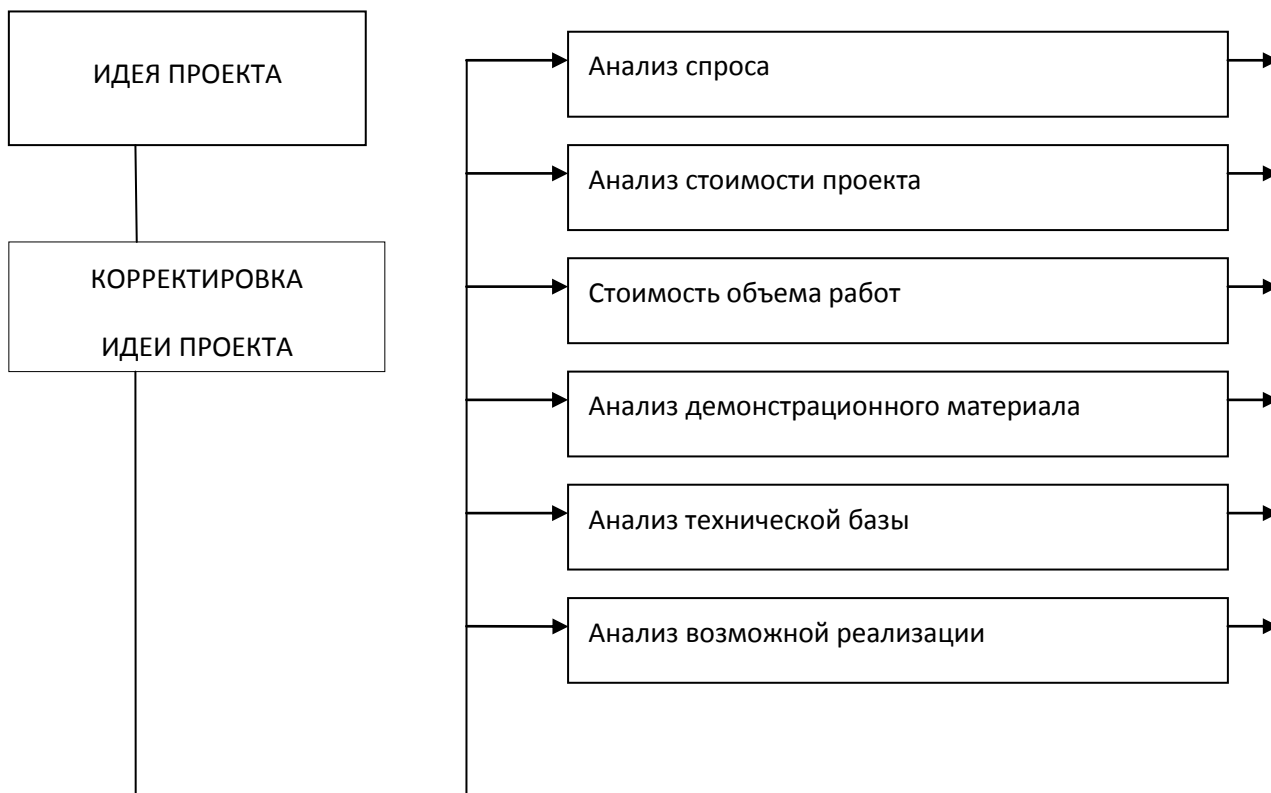 ИДЕЯ ПРОЕКТА
КОРРЕКТИРОВКА
ИДЕИ ПРОЕКТА
Анализ спроса
Анализ стоимости проекта
Стоимость объема работ
Анализ демонстрационного материала
Анализ технической базы
Анализ возможной реализации